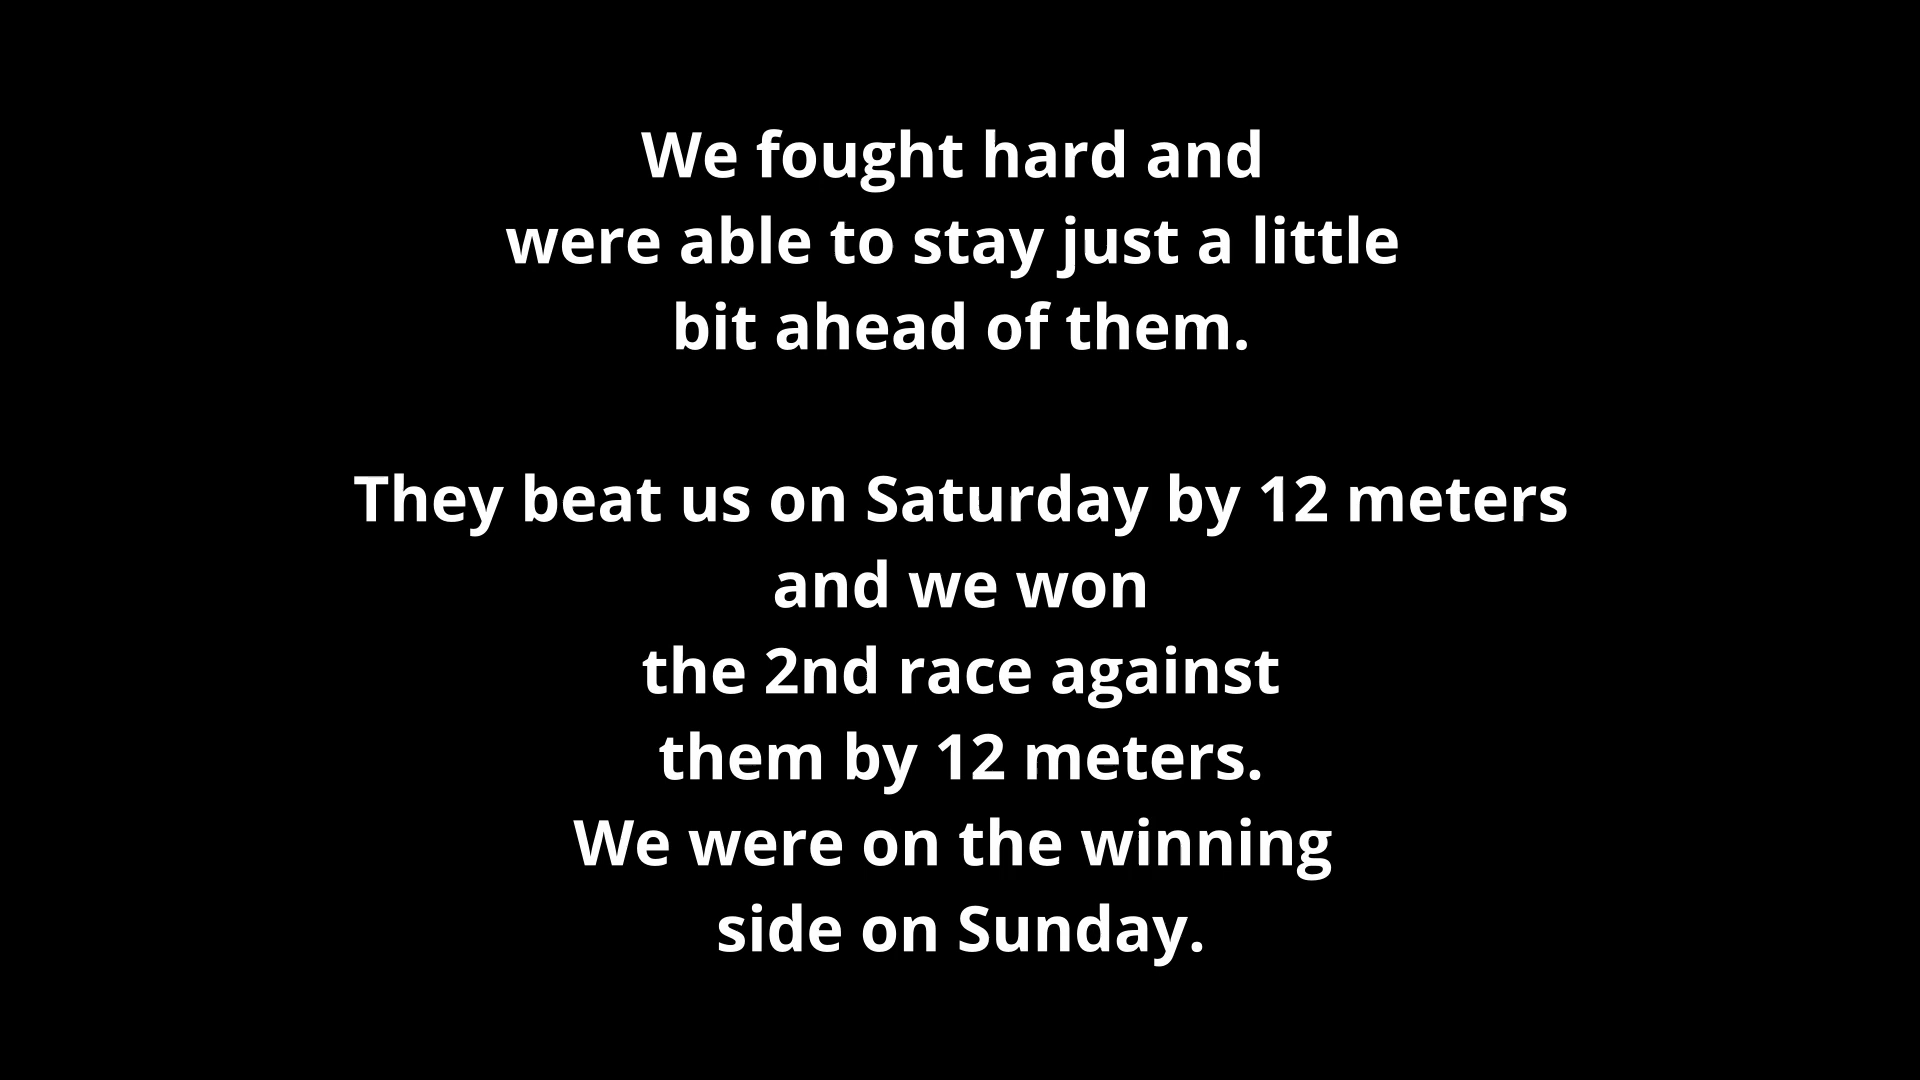 We fought hard and
were able to stay just a little
bit ahead of them.
They beat us on Saturday by 12 meters
and we won
the 2nd race against
them by 12 meters.
We were on the winning
side on Sunday.